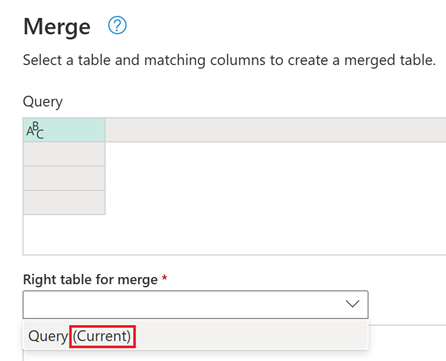 Merge ?
Select a table and matching columns to create a merged table.
Query
ABC
Right table for merge *
Query (Current)